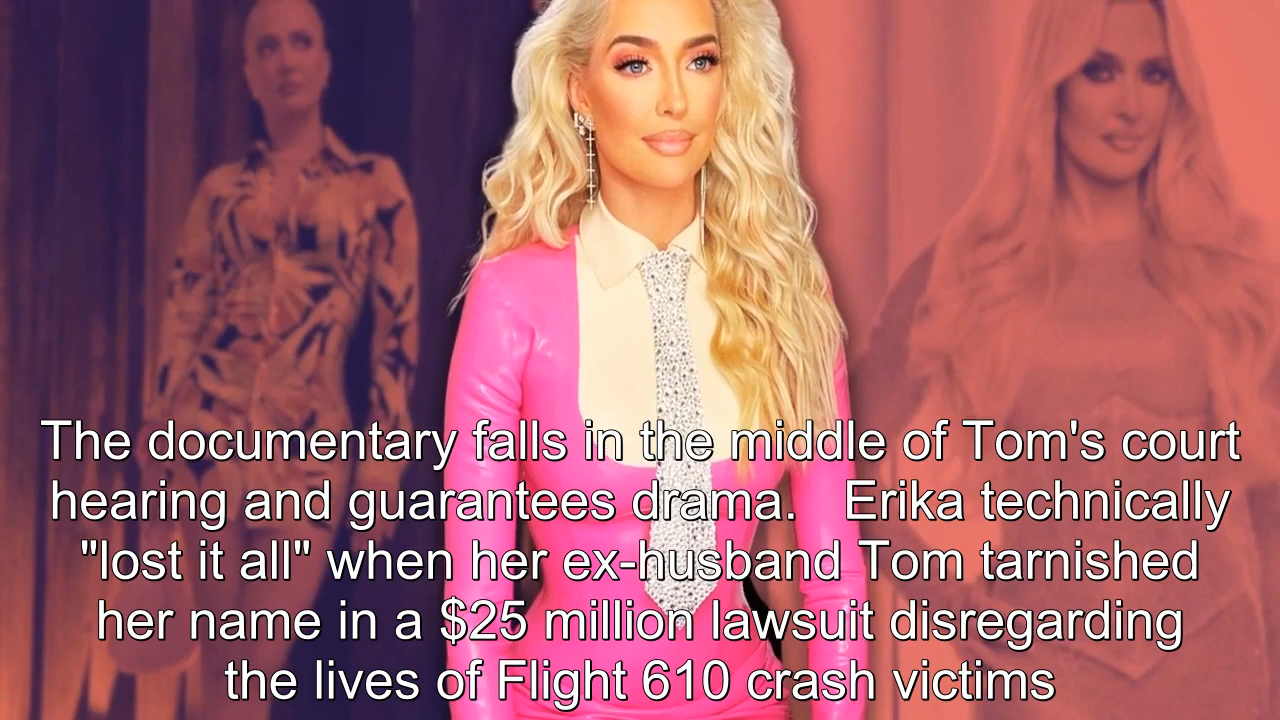 The documentary falls in the middle of Tom's court
hearing and guarantees drama.   Erika technically
"lost it all" when her ex-husband Tom tarnished
her name in a $25 million lawsuit disregarding
the lives of Flight 610 crash victims